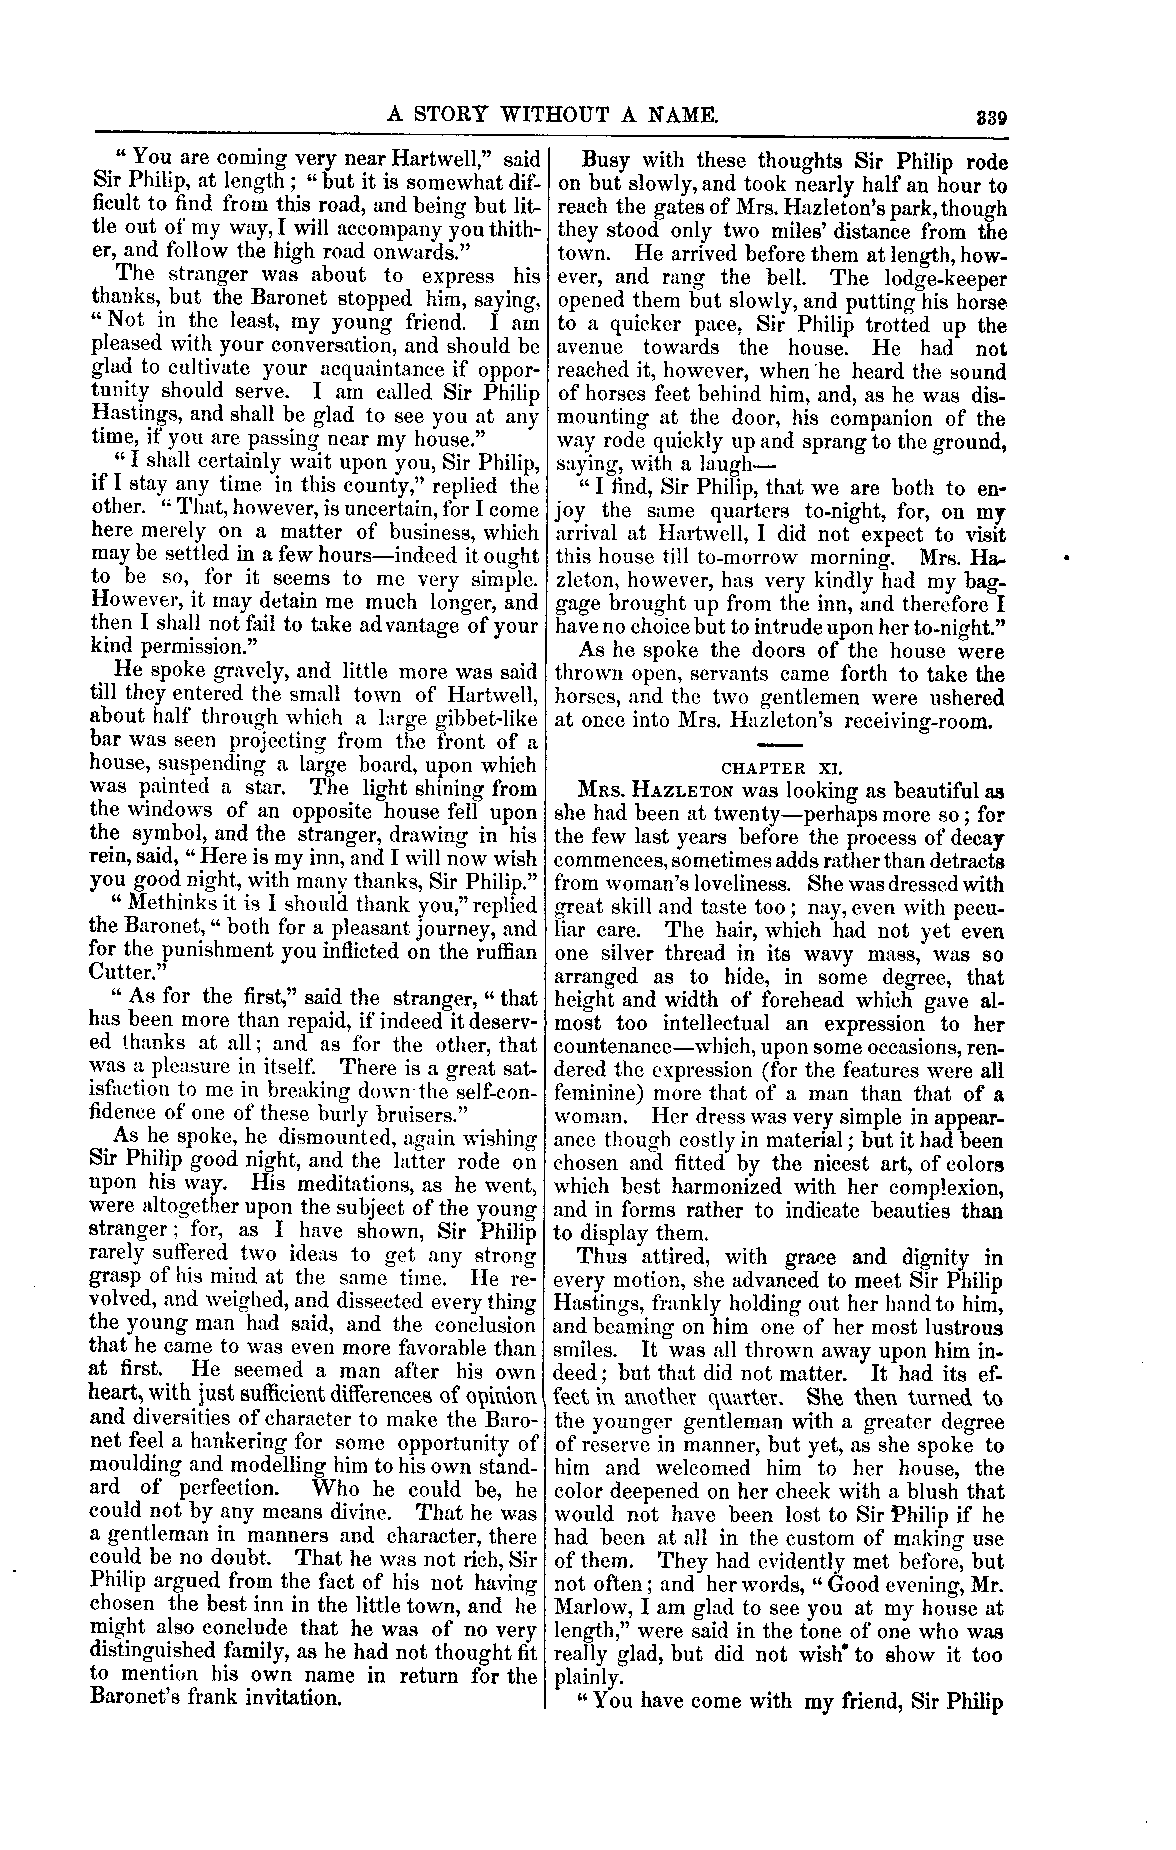 A STORY WITHOUT A NAME. 339
“You are coming very near Hartwell,” said
Sir Philip, at length; “but it is somewhat dif-
ficult to find from this road, and being but lit-
tle out of my way, I will accompany you thith-
er, and follow the high road onwards.”
The stranger was about to express his
thanks, but the Baronet stopped him, saying,
“Not in the least, my young friend. I am
pleased with your conversation, and should be
glad to cultivate your acquaintance if oppor-
tunity should serve. I am called Sir Philip
Hastings, and shall be glad to see you at any
time, if you are passing near my house.”
“I shall certainly wait upon you, Sir Philip,
if I stay any time in this county,” replied the
other. “That, however, is uncertain, for I come
here merely on a matter of business, which
may be settled in a few hours—indeed it ought
to be so, for it seems to me very simple.
However, it may detain me much longer, and
then I shall not fail to take advantage of your
kind permission.”
He spoke gravely, and little more was said
till they entered the small town of Hartwell,
about half through which a large gibbet-like
bar was seen projecting from the front of a
house, suspending a large board, upon which
was painted a star. The light shining from
the windows of an opposite house fell upon
the symbol, and the stranger, drawing in his
rein, said, “Here is my inn, and I will now wish
you good night, with many thanks, Sir Philip.”
“Methinks it is I should thank you,” replied
the Baronet, “both for a pleasant journey, and
for the punishment you inflicted on the ruffian
Cutter.”
“As for the first,” said the stranger, “that
has been more than repaid, if indeed it deserv-
ed thanks at all; and as for the other, that
was a pleasure in itself. There is a great sat-
isfaction to me in breaking down the self-con-
fidence of one of these burly bruisers.”
As he spoke, he dismounted, again wishing
Sir Philip good night, and the latter rode on
upon his way. His meditations, as he went,
were altogether upon the subject of the young
stranger; for, as I have shown, Sir Philip
rarely suffered two ideas to get any strong
grasp of his mind at the same time. He re-
volved, and weighed, and dissected every thing
the young man had said, and the conclusion
that he came to was even more favorable than
at first. He seemed a man after his own
heart, with just sufficient differences of opinion
and diversities of character to make the Baro-
net feel a hankering for some opportunity of
moulding and modelling him to his own stand-
ard of perfection. Who he could be, he
could not by any means divine. That he was
a gentleman in manners and character, there
could be no doubt. That he was not rich, Sir
Philip argued from the fact of his not having
chosen the best inn in the little town, and he
might also conclude that he was of no very
distinguished family, as he had not thought fit
to mention his own name in return for the
Baronet's frank invitation.
Busy with these thoughts Sir Philip rode
on but slowly, and took nearly half an hour to
reach the gates of Mrs. Hazleton's park, though
they stood only two miles' distance from the
town. He arrived before them at length, how-
ever, and rang the bell. The lodge-keeper
opened them but slowly, and putting his horse
to a quicker pace, Sir Philip trotted up the
avenue towards the house. He had not
reached it, however, when he heard the sound
of horses feet behind him, and, as he was dis-
mounting at the door, his companion of the
way rode quickly up and sprang to the ground,
saying, with a laugh—
“I find, Sir Philip, that we are both to en-
joy the same quarters to-night, for, on my
arrival at Hartwell, I did not expect to visit
this house till to-morrow morning. Mrs. Ha-
zleton, however, has very kindly had my bag-
gage brought up from the inn, and therefore I
have no choice but to intrude upon her to-night.”
As he spoke the doors of the house were
thrown open, servants came forth to take the
horses, and the two gentlemen were ushered
at once into Mrs. Hazleton's receiving-room.
CHAPTER XI.
MRS. HAZLETON was looking as beautiful as
she had been at twenty—perhaps more so; for
the few last years before the process of decay
commences, sometimes adds rather than detracts
from woman's loveliness. She was dressed with
great skill and taste too; nay, even with pecu-
liar care. The hair, which had not yet even
one silver thread in its wavy mass, was so
arranged as to hide, in some degree, that
height and width of forehead which gave al-
most too intellectual an expression to her
countenance—which, upon some occasions, ren-
dered the expression (for the features were all
feminine) more that of a man than that of a
woman. Her dress was very simple in appear-
ance though costly in material; but it had been
chosen and fitted by the nicest art, of colors
which best harmonized with her complexion,
and in forms rather to indicate beauties than
to display them.
Thus attired, with grace and dignity in
every motion, she advanced to meet Sir Philip
Hastings, frankly holding out her hand to him,
and beaming on him one of her most lustrous
smiles. It was all thrown away upon him in-
deed; but that did not matter. It had its ef-
fect in another quarter. She then turned to
the younger gentleman with a greater degree
of reserve in manner, but yet, as she spoke to
him and welcomed him to her house, the
color deepened on her cheek with a blush that
would not have been lost to Sir Philip if he
had been at all in the custom of making use
of them. They had evidently met before, but
not often; and her words, “Good evening, Mr.
Marlow, I am glad to see you at my house at
length,” were said in the tone of one who was
really glad, but did not wish to show it too
plainly.
“You have come with my friend, Sir Philip